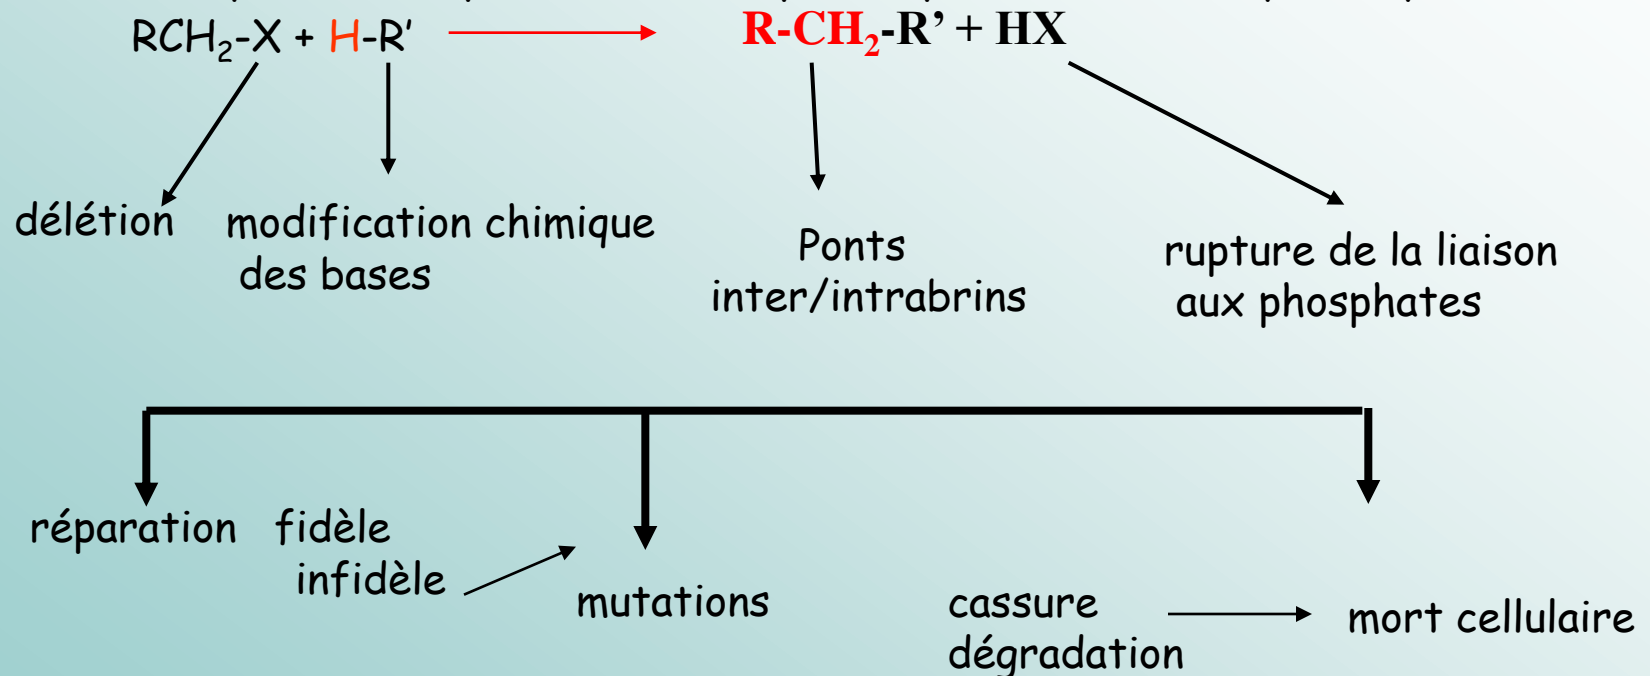 RCH₂-X + H-R' R-CH₂-R' + HX
délétion modification chimique
des bases
Ponts
inter/intrabrins
rupture de la liaison
aux phosphates
réparation fidèle
infidèle
mutations
cassure
dégradation
mort cellulaire